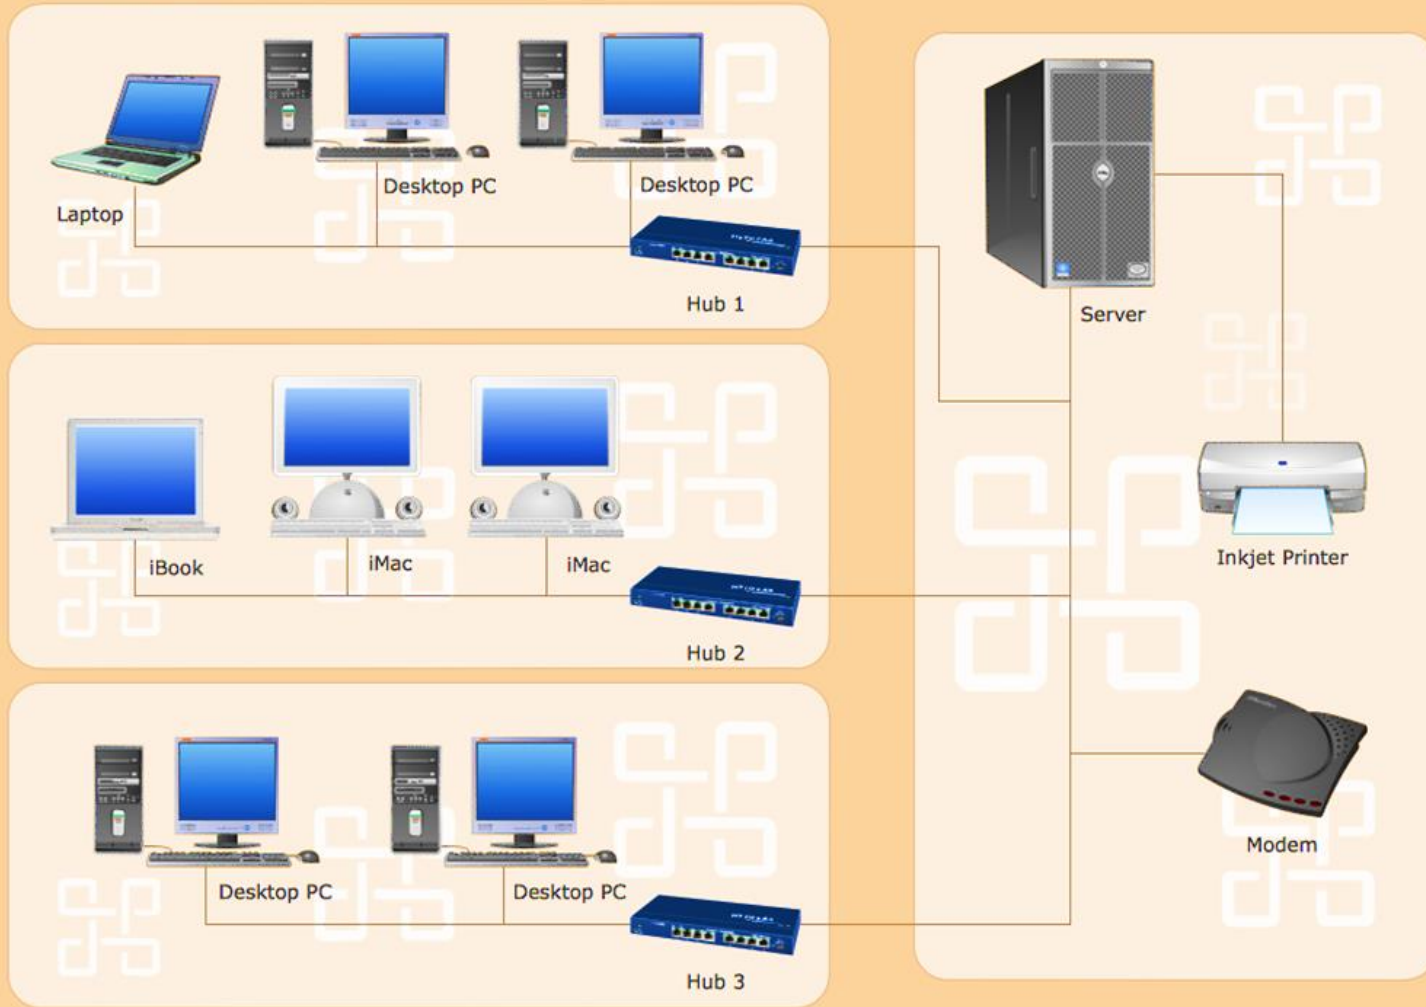 Laptop
Desktop PC
Desktop PC
Hub 1
Server
iBook
iMac
iMac
Hub 2
Inkjet Printer
Desktop PC
Desktop PC
Hub 3
Modem